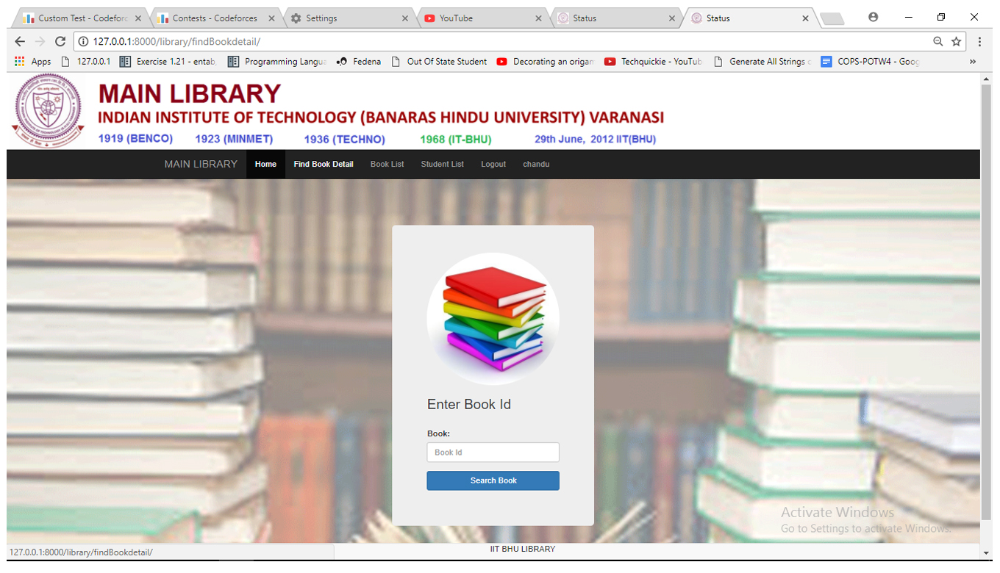 Custom Test - Codeforc
Contests - Codeforces
Settings
YouTube
Status
Status
127.0.0.1:8000/library/findBookdetail/
Apps
127.0.0.1
Exercise 1.21 - entab
Programming Langua
Fedena
Out Of State Student
Decorating an origam
Techquickie - YouTub
Generate All Strings c
COPS-POTW4 - Goog
»
MAIN LIBRARY
INDIAN INSTITUTE OF TECHNOLOGY (BANARAS HINDU UNIVERSITY) VARANASI
1919 (BENCO) 1923 (MINMET) 1936 (TECHNO) 1968 (IT-BHU) 29th June, 2012 IIT(BHU)
MAIN LIBRARY Home Find Book Detail Book List Student List Logout chandu
Enter Book Id
Book:
Book Id
Search Book
Activate Windows
Go to Settings to activate Windows.
IIT BHU LIBRARY
127.0.0.1:8000/library/findBookdetail/